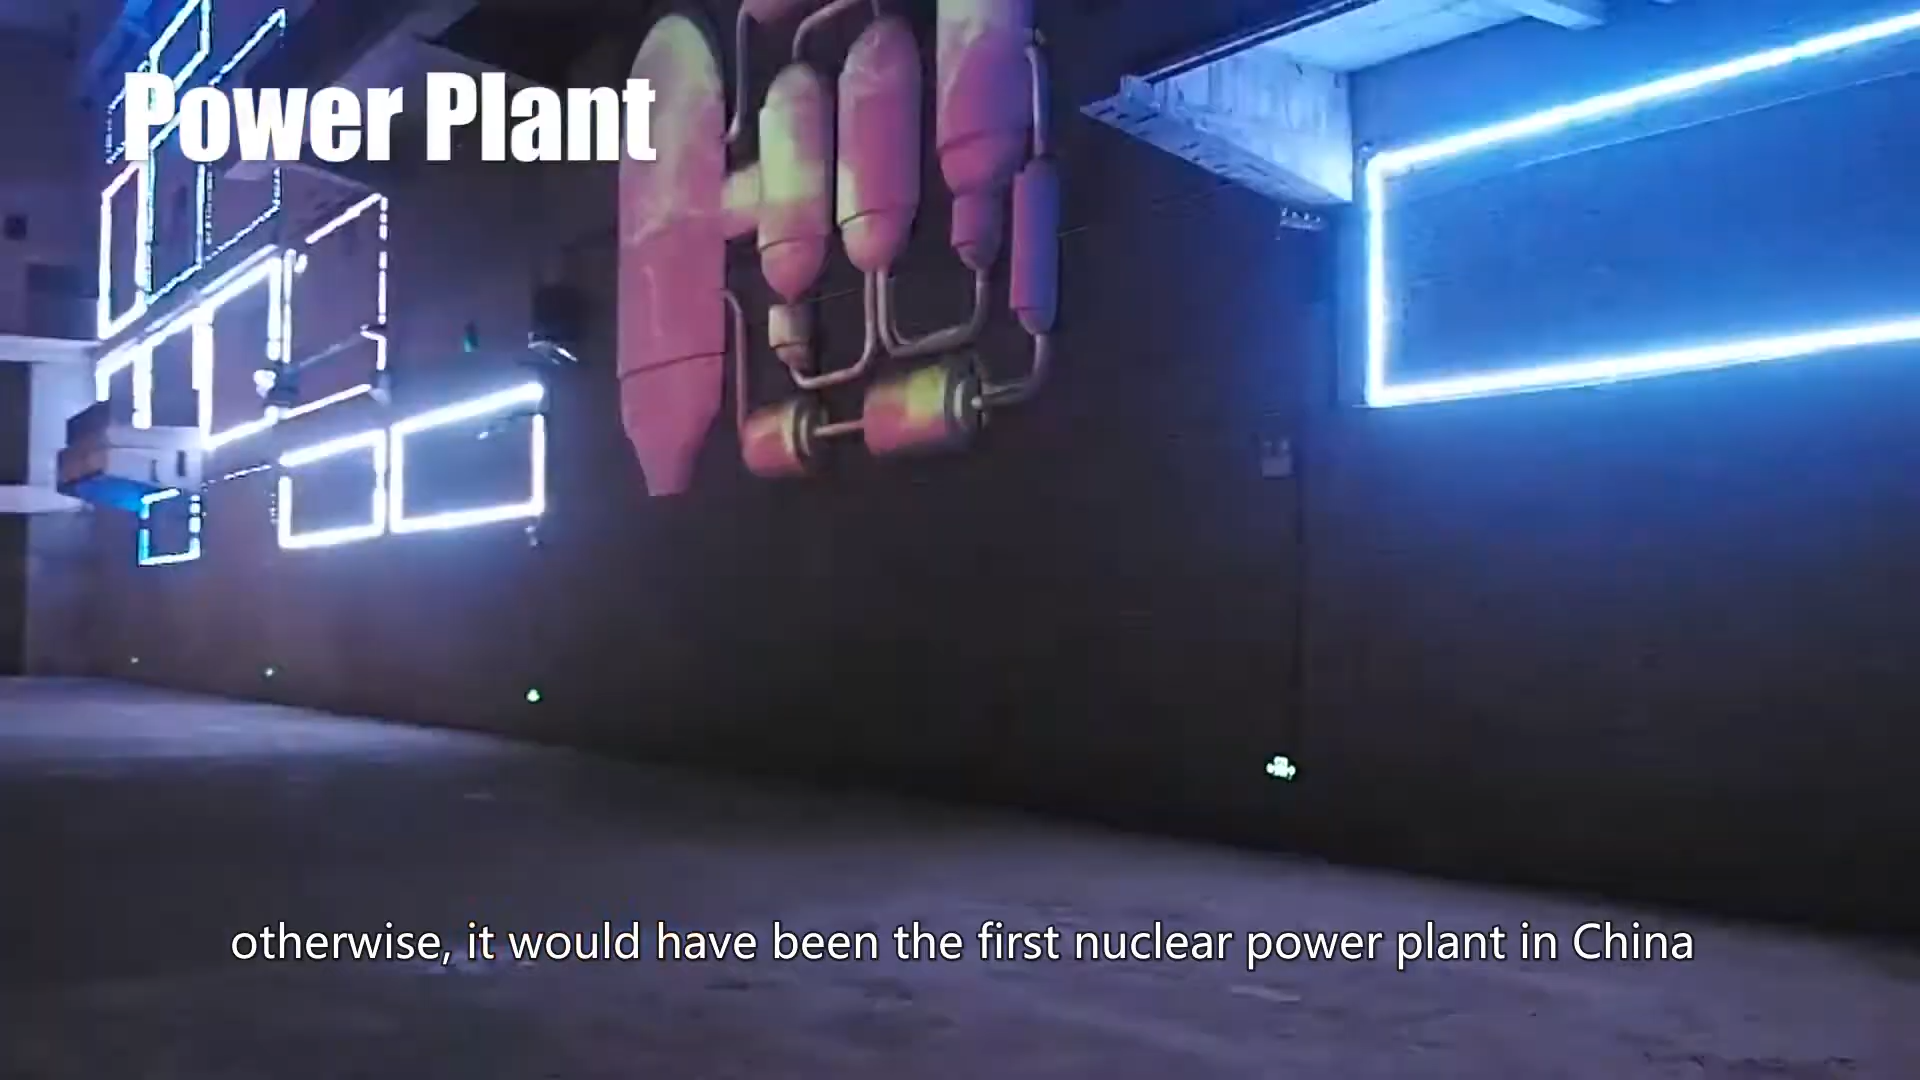 Power Plant
otherwise, it would have been the first nuclear power plant in China